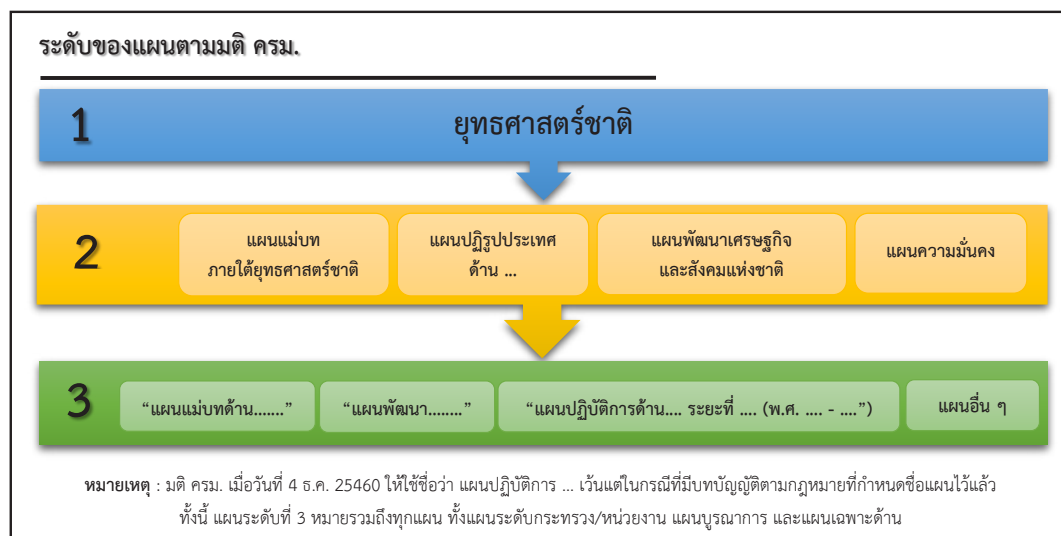 ระดับของแผนตามมติ ครม.
1
ยุทธศาสตร์ชาติ
2
แผนแม่บท
ภายใต้ยุทธศาสตร์ชาติ
แผนปฏิรูปประเทศ
ด้าน ...
แผนพัฒนาเศรษฐกิจ
และสังคมแห่งชาติ
แผนความมั่นคง
3
“แผนแม่บทด้าน.......”
“แผนพัฒนา........”
“แผนปฏิบัติการด้าน.... ระยะที่ .... (พ.ศ. .... - ....”)
แผนอื่น ๆ
หมายเหตุ : มติ ครม. เมื่อวันที่ 4 ธ.ค. 25460 ให้ใช้ชื่อว่า แผนปฏิบัติการ ... เว้นแต่ในกรณีที่มีบทบัญญัติตามกฎหมายที่กำหนดชื่อแผนไว้แล้ว
ทั้งนี้ แผนระดับที่ 3 หมายรวมถึงทุกแผน ทั้งแผนระดับกระทรวง/หน่วยงาน แผนบูรณาการ และแผนเฉพาะด้าน